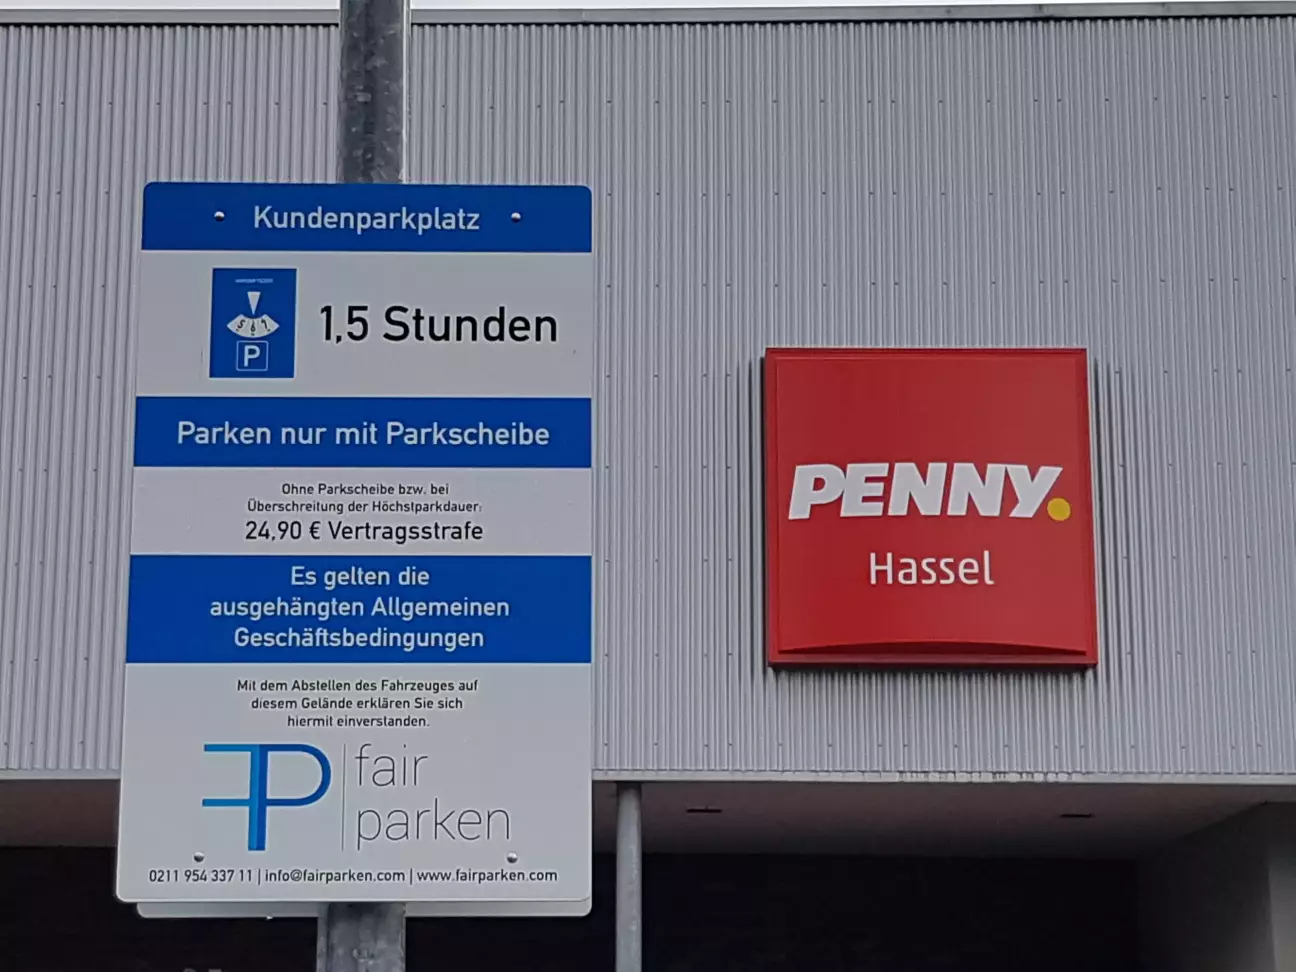 Kundenparkplatz
1,5 Stunden
P
Parken nur mit Parkscheibe
Ohne Parkscheibe bzw. bei
Überschreitung der Höchstparkdauer:
24,90 € Vertragsstrafe
Es gelten die
ausgehängten Allgemeinen
Geschäftsbedingungen
Mit dem Abstellen des Fahrzeuges auf
diesem Gelände erklären Sie sich
hiermit einverstanden.
fair
parken
0211 954 337 11 | info@fairparken.com | www.fairparken.com
PENNY.
Hassel